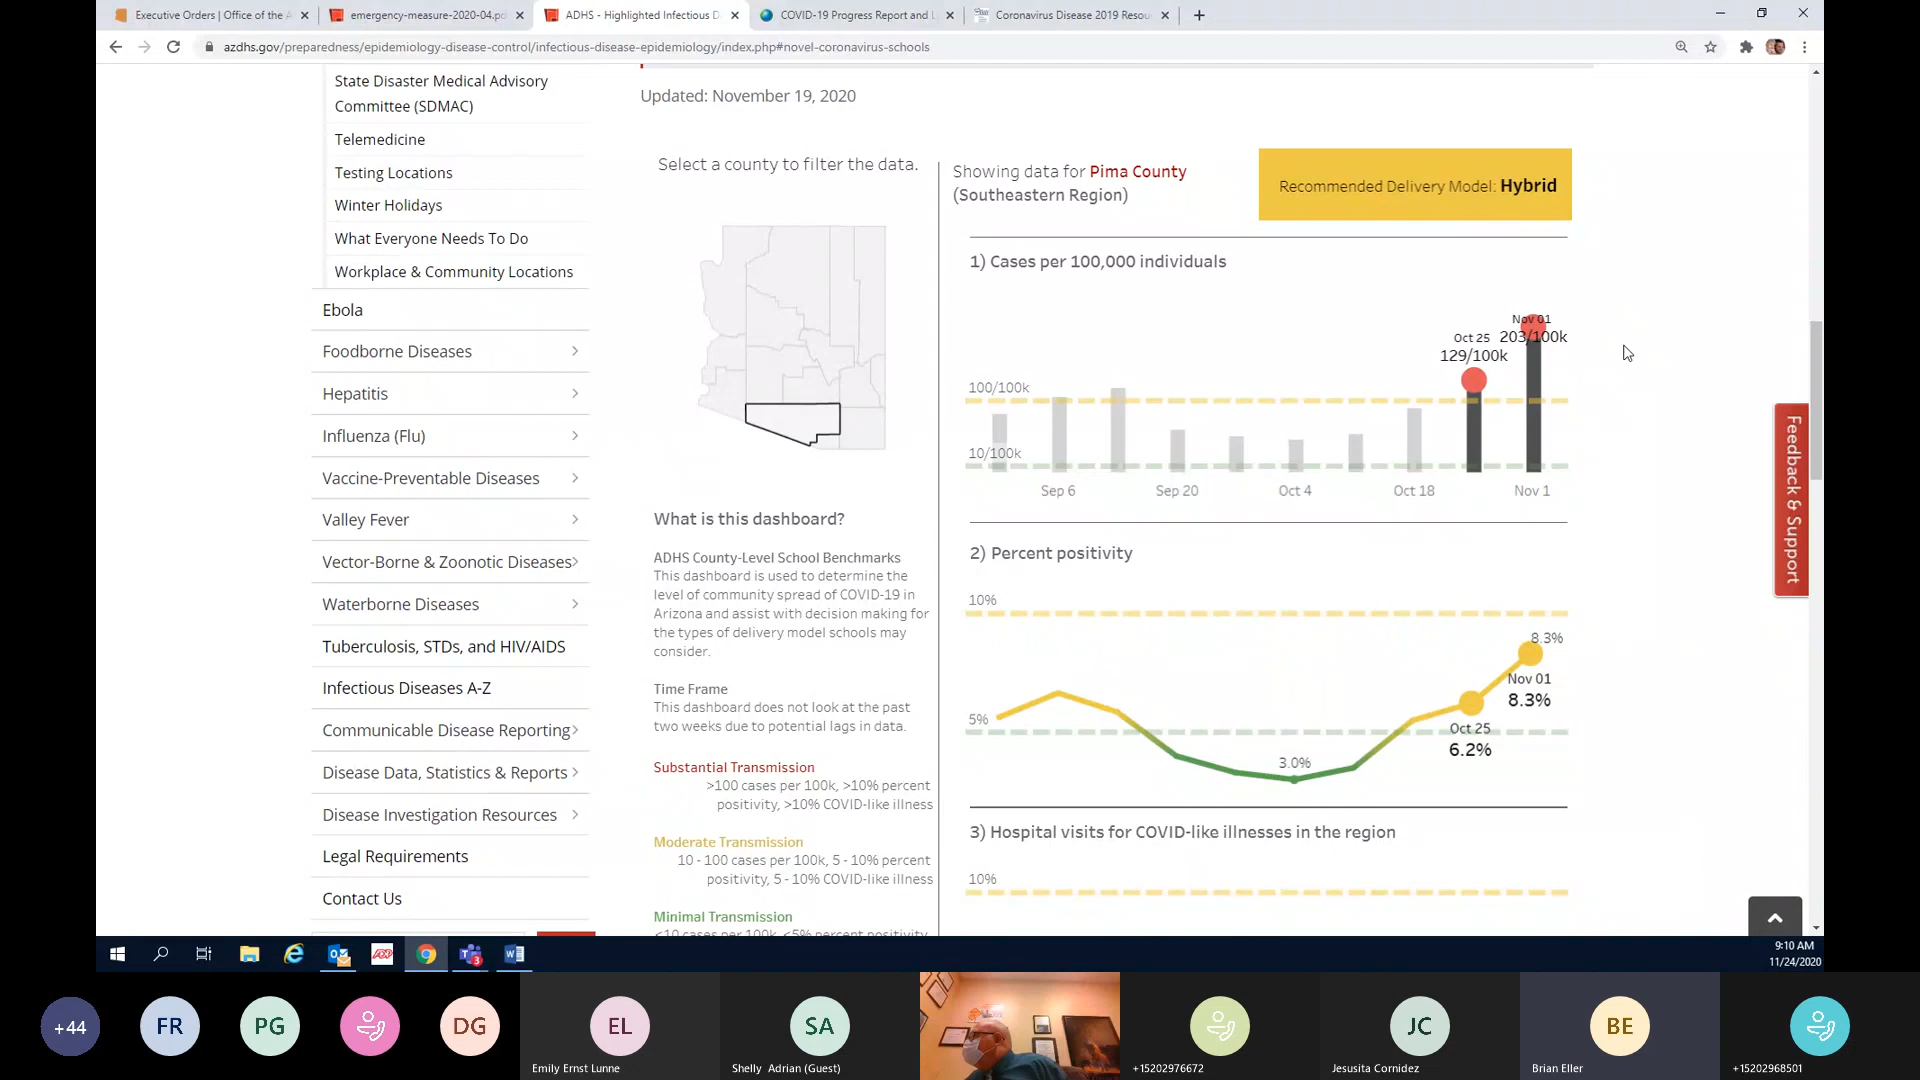 Executive Orders | Office of the A
emergency-measure-2020-04.pd
ADHS - Highlighted Infectious D
COVID-19 Progress Report and L
Coronavirus Disease 2019 Resou
azdhs.gov/preparedness/epidemiology-disease-control/infectious-disease-epidemiology/index.php#novel-coronavirus-schools
State Disaster Medical Advisory
Committee (SDMAC)
Telemedicine
Testing Locations
Winter Holidays
What Everyone Needs To Do
Workplace & Community Locations
Ebola
Foodborne Diseases
Hepatitis
Influenza (Flu)
Vaccine-Preventable Diseases
Valley Fever
Vector-Borne & Zoonotic Diseases
Waterborne Diseases
Tuberculosis, STDs, and HIV/AIDS
Infectious Diseases A-Z
Communicable Disease Reporting
Disease Data, Statistics & Reports
Disease Investigation Resources
Legal Requirements
Contact Us
Updated: November 19, 2020
Select a county to filter the data.
What is this dashboard?
ADHS County-Level School Benchmarks
This dashboard is used to determine the
level of community spread of COVID-19 in
Arizona and assist with decision making for
the types of delivery model schools may
consider.
Time Frame
This dashboard does not look at the past
two weeks due to potential lags in data.
Substantial Transmission
>100 cases per 100k, >10% percent
positivity, >10% COVID-like illness
Moderate Transmission
10 - 100 cases per 100k, 5 - 10% percent
positivity, 5 - 10% COVID-like illness
Minimal Transmission
<10 cases per 100k, <5% percent positivity
Showing data for Pima County
(Southeastern Region)
Recommended Delivery Model: Hybrid
1) Cases per 100,000 individuals
Nov 01
203/100k
Oct 25
129/100k
100/100k
10/100k
Sep 6
Sep 20
Oct 4
Oct 18
Nov 1
2) Percent positivity
10%
8.3%
Nov 01
8.3%
5%
Oct 25
6.2%
3.0%
3) Hospital visits for COVID-like illnesses in the region
10%
Feedback & Support
ADP
3
9:10 AM
11/24/2020
+44
FR
PG
DG
EL
Emily Ernst Lunne
SA
Shelly Adrian (Guest)
+15202976672
JC
Jesusita Cornidez
BE
Brian Eller
+15202968501